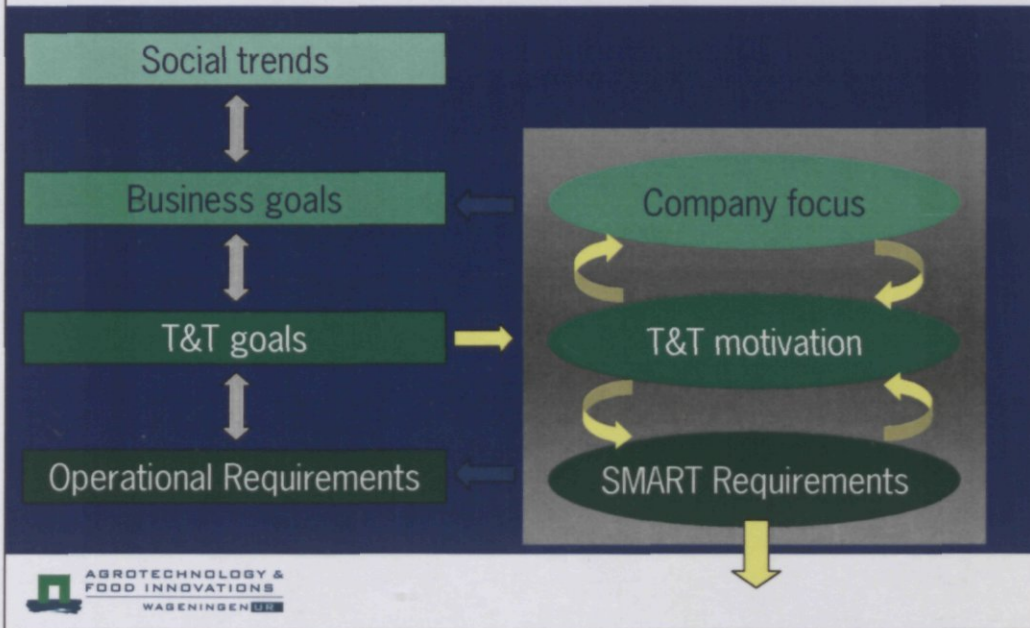 Social trends
Business goals
Company focus
T&T goals
T&T motivation
Operational Requirements
SMART Requirements
AGROTECHNOLOGY &
FOOD INNOVATIONS
WAGENINGEN UR